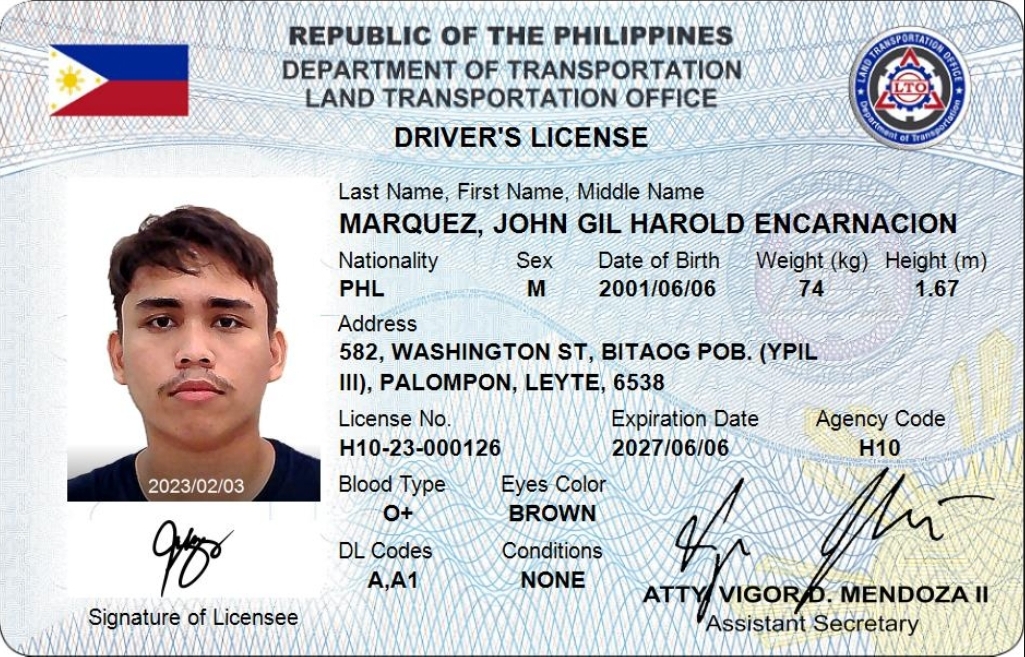 REPUBLIC OF THE PHILIPPINES
DEPARTMENT OF TRANSPORTATION
LAND TRANSPORTATION OFFICE
LAND TRANSPORTATION OFFICE
LTO
Department of Transportation
DRIVER'S LICENSE
Last Name, First Name, Middle Name
MARQUEZ, JOHN GIL HAROLD ENCARNACION
Nationality Sex Date of Birth Weight (kg) Height (m)
PHL M 2001/06/06 74 1.67
Address
582, WASHINGTON ST, BITAOG POB. (YPIL
III), PALOMPON, LEYTE, 6538
License No. Expiration Date Agency Code
H10-23-000126 2027/06/06 H10
2023/02/03
Blood Type Eyes Color
O+ BROWN
DL Codes Conditions
A,A1 NONE
ATTY VIGOR D. MENDOZA II
Assistant Secretary
Signature of Licensee